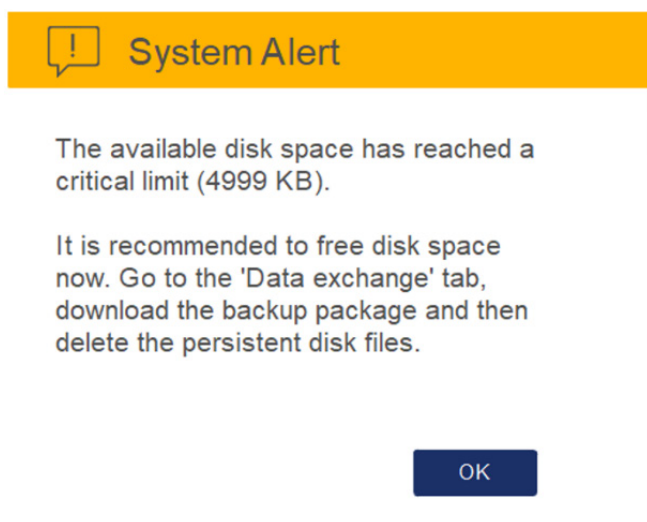 System Alert
The available disk space has reached a
critical limit (4999 KB).
It is recommended to free disk space
now. Go to the 'Data exchange' tab,
download the backup package and then
delete the persistent disk files.
OK